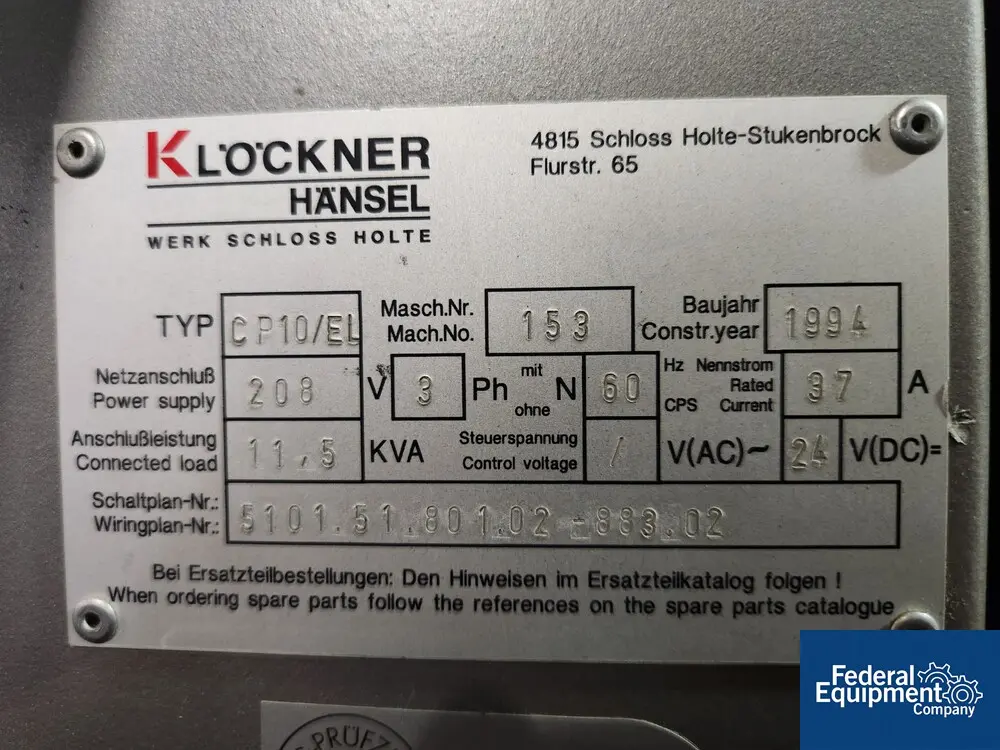 KLÖCKNER
HÄNSEL
WERK SCHLOSS HOLTE
4815 Schloss Holte-Stukenbrock
Flurstr. 65
TYP CP10/EL Masch.Nr. Mach.No. 153 Baujahr Constr.year 1994
Netzanschluß Power supply 208 V 3 Ph mit ohne N 60 Hz CPS Nennstrom Rated Current 37 A
Anschlußleistung Connected load 11,5 KVA Steuerspannung Control voltage / V(AC)~ 24 V(DC)=
Schaltplan-Nr.: Wiringplan-Nr.: 5101.51.801.02 -883.02
Bei Ersatzteilbestellungen: Den Hinweisen im Ersatzteilkatalog folgen !
When ordering spare parts follow the references on the spare parts catalogue
Federal
Equipment
Company